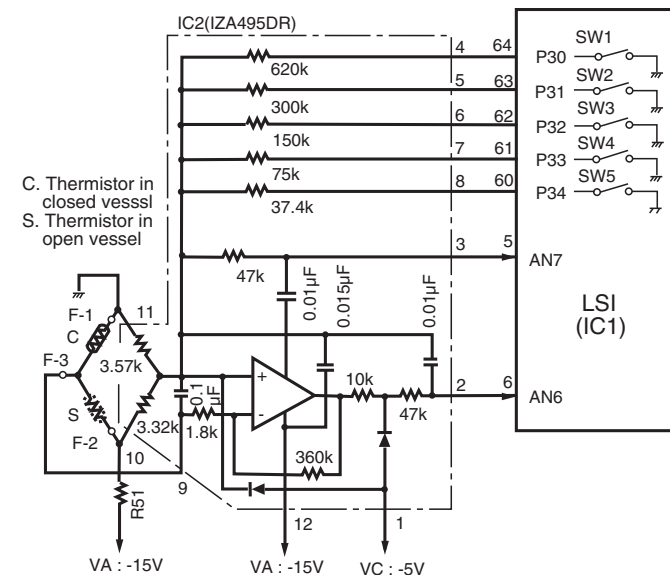 IC2(IZA495DR)
4 64 P30 SW1
620k
5 63 P31 SW2
300k
6 62 P32 SW3
150k
7 61 P33 SW4
75k
8 60 P34 SW5
37.4k
C. Thermistor in
closed vesssl
S. Thermistor in
open vessel
3 5 AN7
47k
0.01µF
0.015µF
0.01µF
LSI
(IC1)
F-1 11
C
F-3
3.57k
S
3.32k
F-2
10
R51
9
0.1
µF
1.8k
+
-
10k
47k
2 6 AN6
360k
12
1
VA : -15V
VA : -15V
VC : -5V